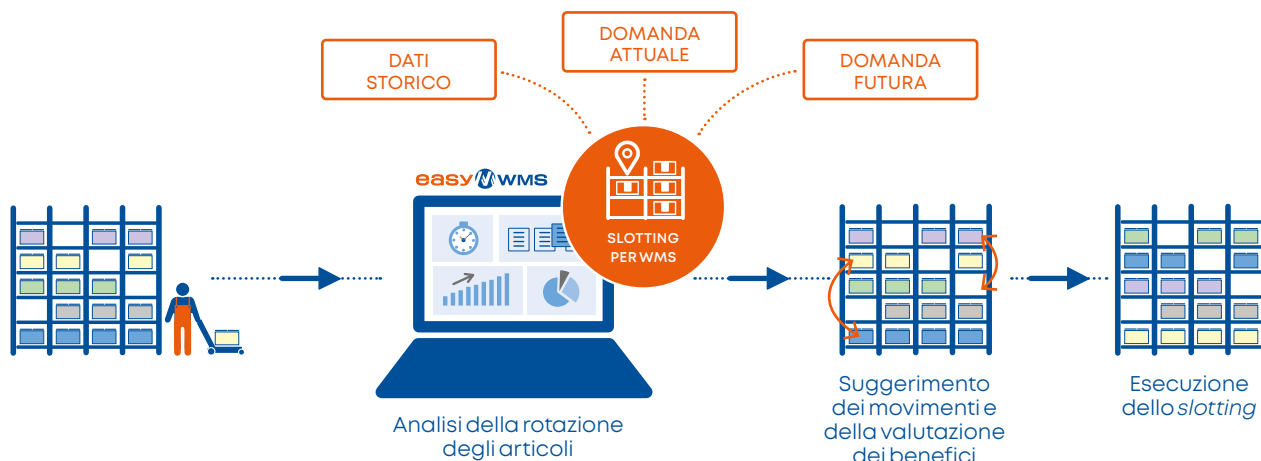 DATI
STORICO
DOMANDA
ATTUALE
DOMANDA
FUTURA
easy WMS
SLOTTING
PER WMS
Analisi della rotazione
degli articoli
Suggerimento
dei movimenti e
della valutazione
dei benefici
Esecuzione
dello slotting